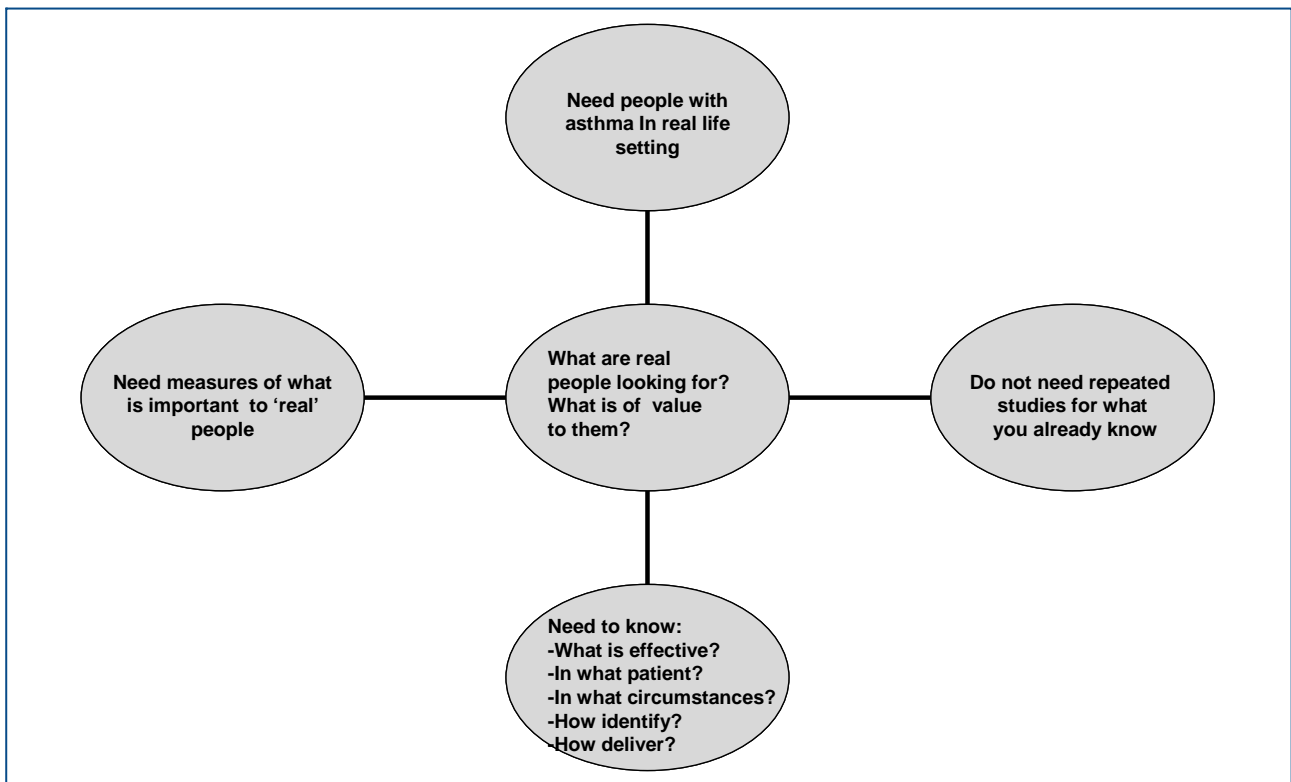 Need people with
asthma In real life
setting
Need measures of what
is important to ‘real’
people
What are real
people looking for?
What is of value
to them?
Do not need repeated
studies for what
you already know
Need to know:
-What is effective?
-In what patient?
-In what circumstances?
-How identify?
-How deliver?